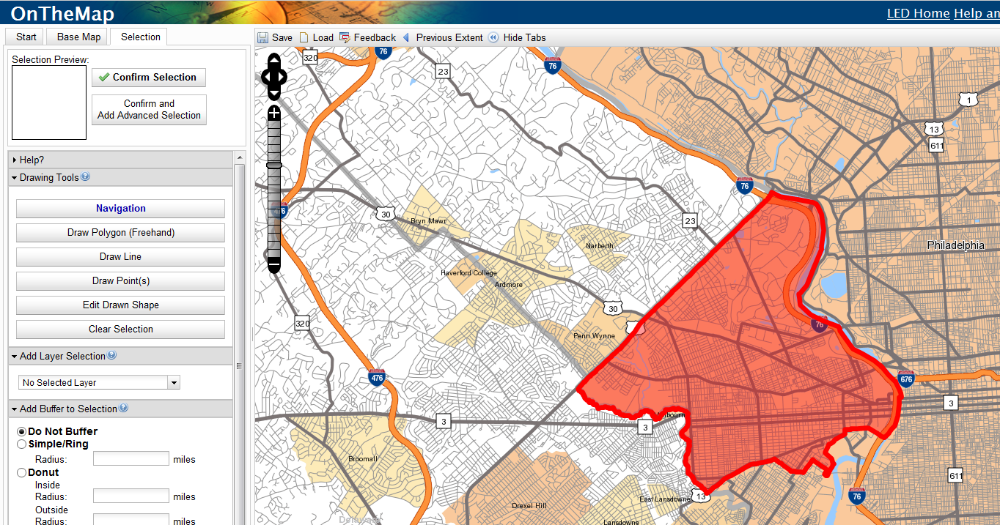 OnTheMap
LED Home Help an
Start Base Map Selection
Save Load Feedback Previous Extent Hide Tabs
Selection Preview:
Confirm Selection
Confirm and
Add Advanced Selection
Help?
Drawing Tools
Navigation
Draw Polygon (Freehand)
Draw Line
Draw Point(s)
Edit Drawn Shape
Clear Selection
Add Layer Selection
No Selected Layer
Add Buffer to Selection
Do Not Buffer
Simple/Ring
Radius: miles
Donut
Inside
Radius: miles
Outside
Radius: miles
320
76
23
76
1
13
611
76
30
23
Bryn Mawr
Philadelphia
Narberth
Haverford College
Ardmore
30
320
76
Penn Wynne
476
676
3
3
3
Broomall
611
13
76
East Lansdowne
Drexel Hill
Lansdowne